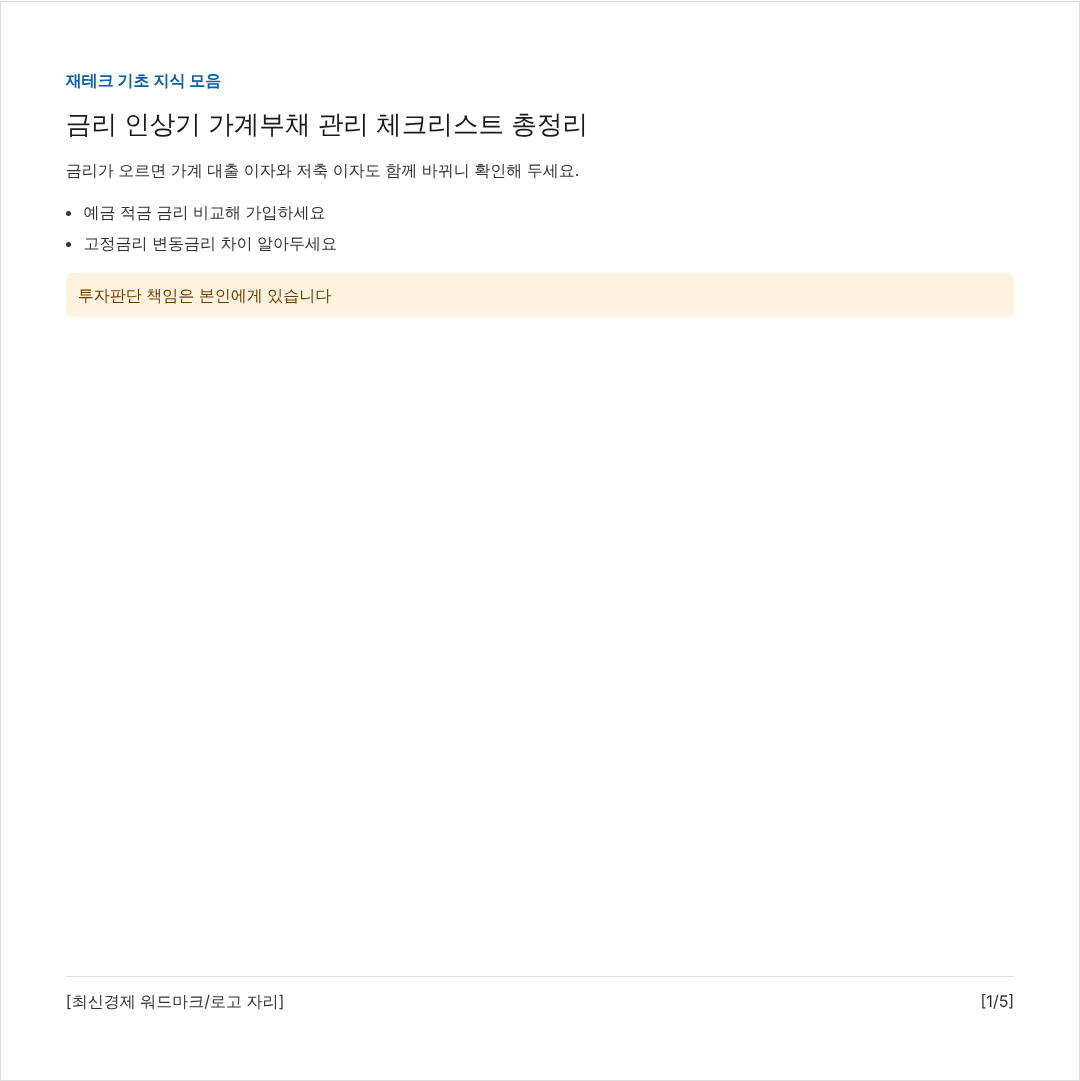 재테크 기초 지식 모음
금리 인상기 가계부채 관리 체크리스트 총정리
금리가 오르면 가계 대출 이자와 저축 이자도 함께 바뀌니 확인해 두세요.
• 예금 적금 금리 비교해 가입하세요
• 고정금리 변동금리 차이 알아두세요
투자판단 책임은 본인에게 있습니다
[최신경제 워드마크/로고 자리] [1/5]